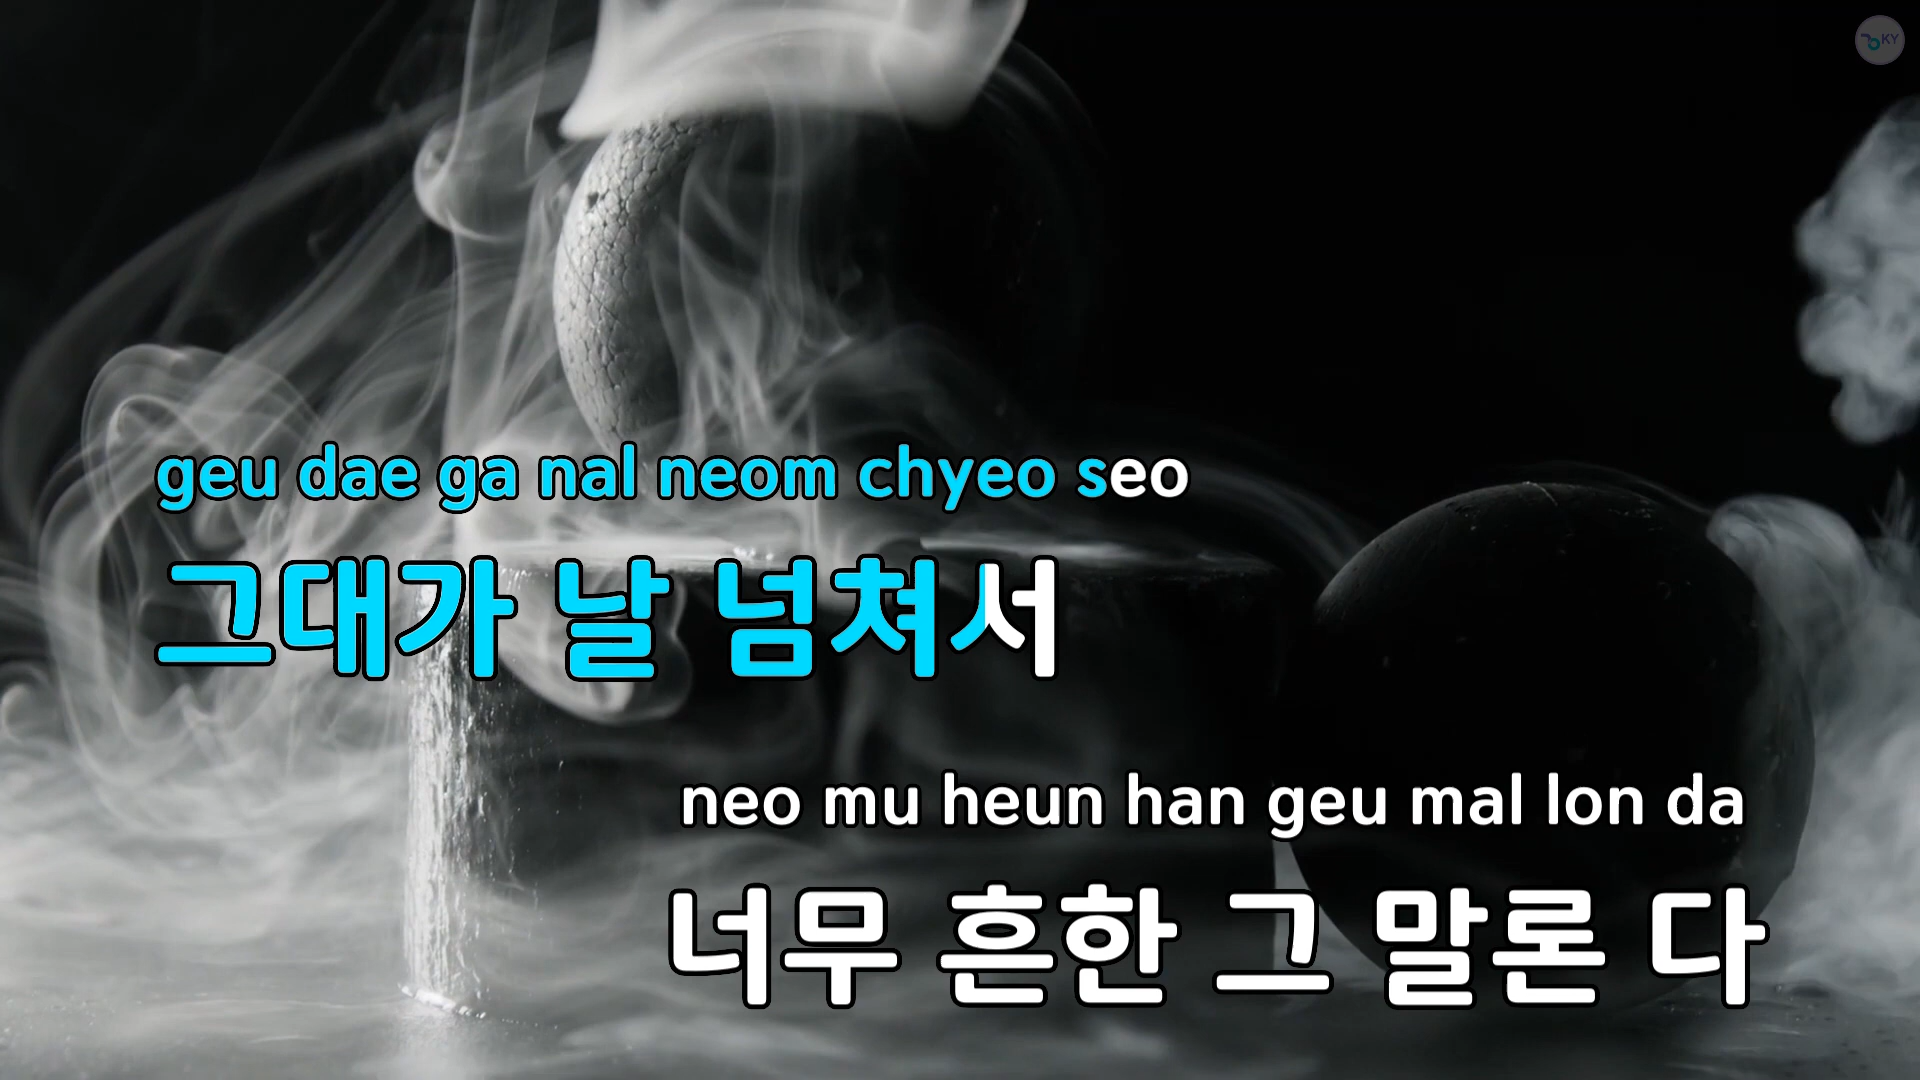 KY
geu dae ga nal neom chyeo seo
그대가 날 넘쳐서
neo mu heun han geu mal lon da
너무 흔한 그 말론 다